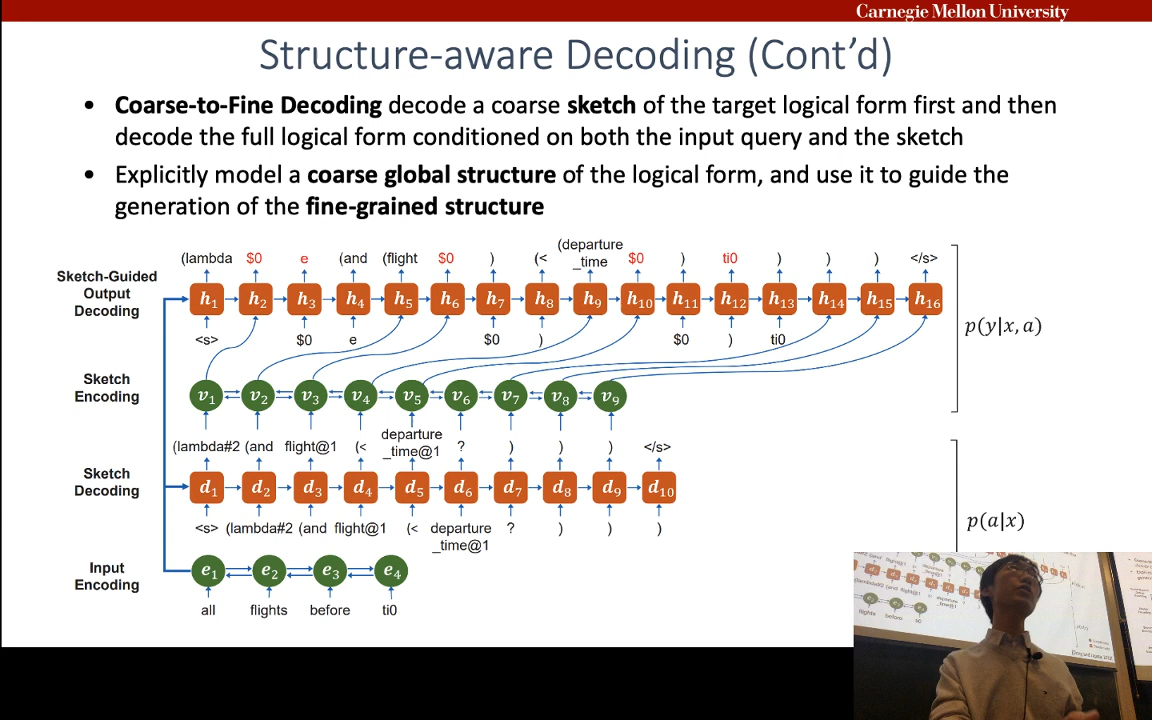 Carnegie Mellon University
Structure-aware Decoding (Cont'd)
• Coarse-to-Fine Decoding decode a coarse sketch of the target logical form first and then
decode the full logical form conditioned on both the input query and the sketch
• Explicitly model a coarse global structure of the logical form, and use it to guide the
generation of the fine-grained structure
(lambda $0 e (and (flight $0 ) (< (departure _time $0 ) ti0 ) ) ) </s>
Sketch-Guided
Output
Decoding
h1 h2 h3 h4 h5 h6 h7 h8 h9 h10 h11 h12 h13 h14 h15 h16
p(y|x, a)
<s> $0 e $0 ) $0 ) ti0
Sketch
Encoding
v1 v2 v3 v4 v5 v6 v7 v8 v9
(lambda#2 (and flight@1 (< departure _time@1 ? ) ) ) </s>
Sketch
Decoding
d1 d2 d3 d4 d5 d6 d7 d8 d9 d10
p(a|x)
<s> (lambda#2 (and flight@1 (< departure _time@1 ? ) ) )
Input
Encoding
e1 e2 e3 e4
all flights before ti0